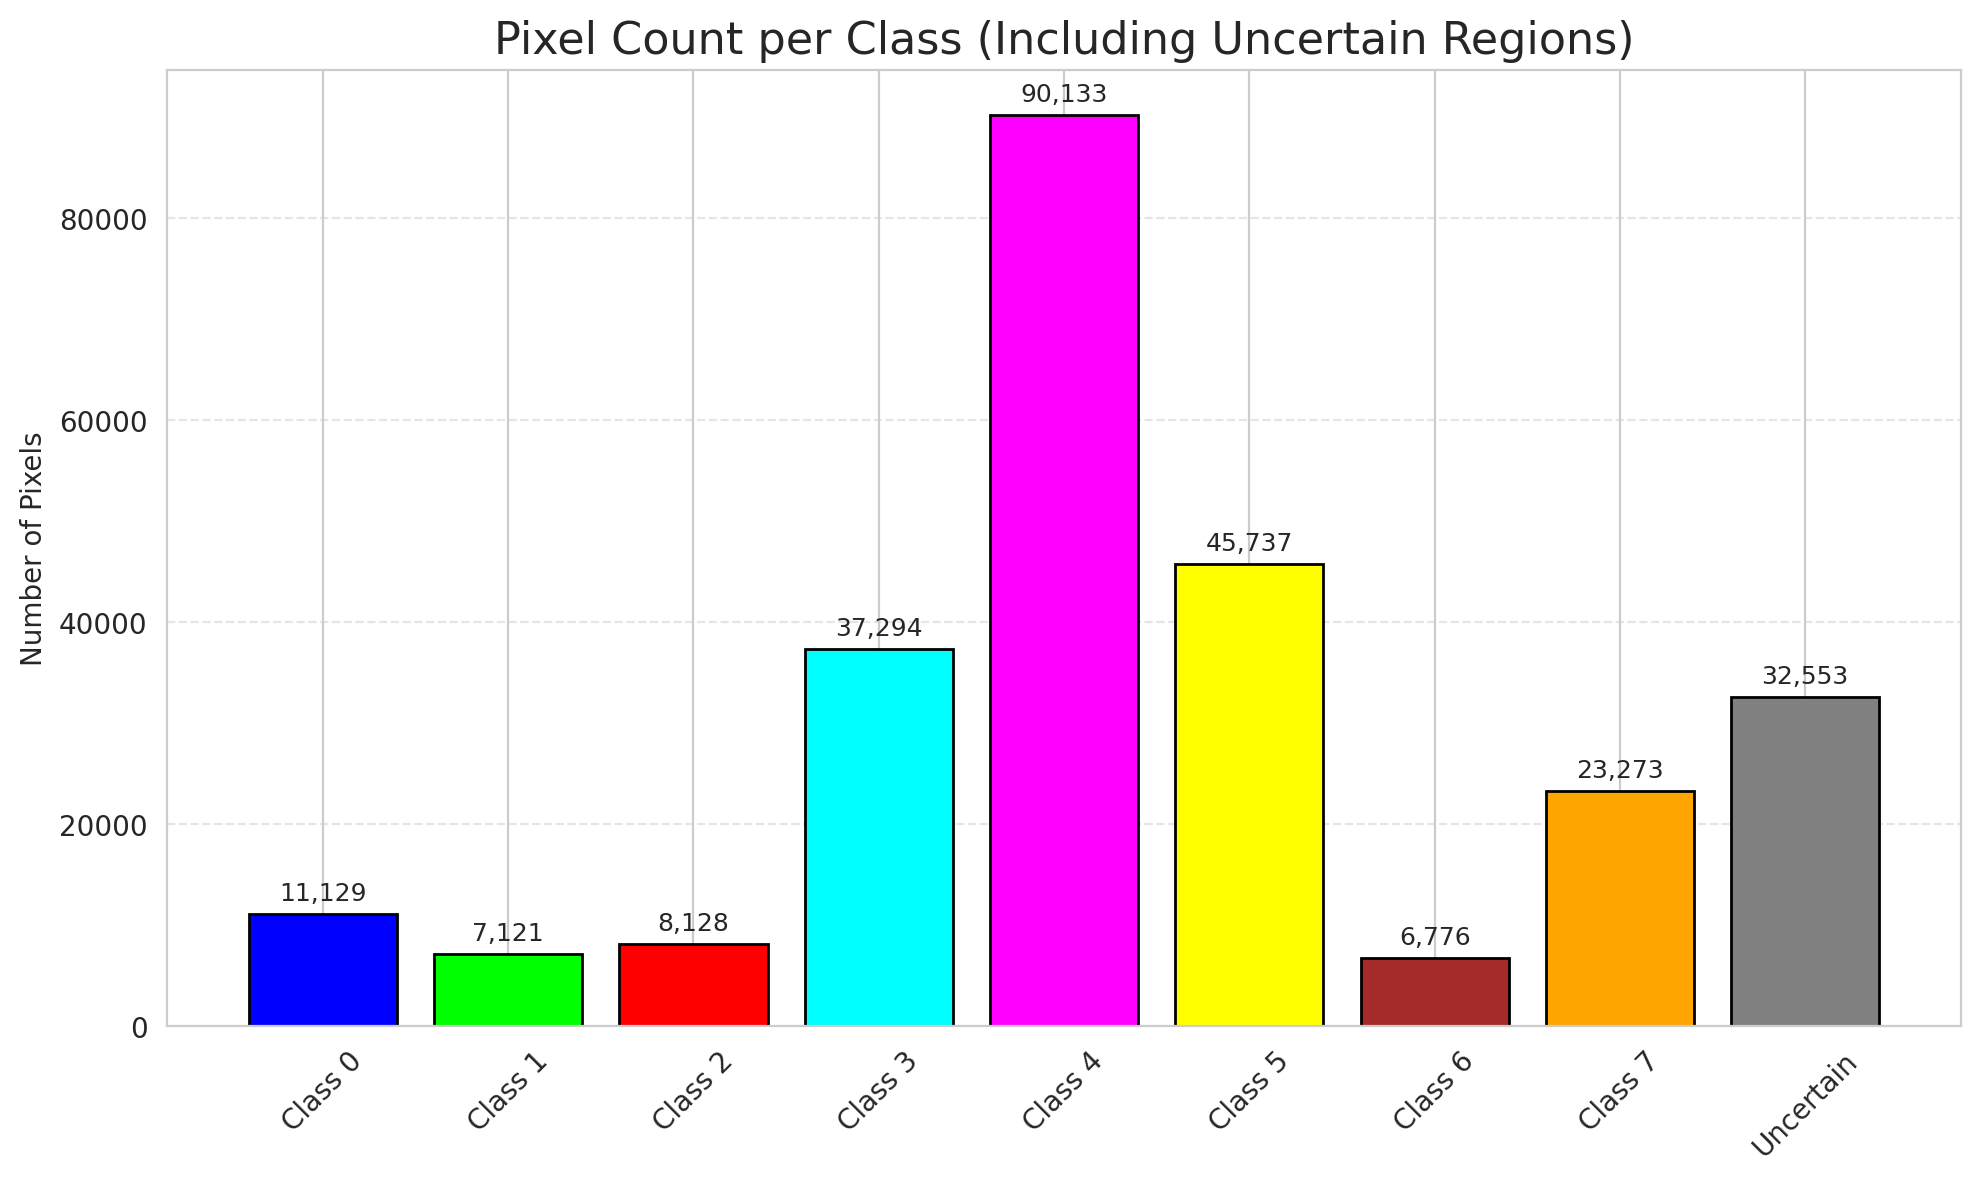 Pixel Count per Class (Including Uncertain Regions)
Number of Pixels
80000
60000
40000
20000
0
11,129
7,121
8,128
37,294
90,133
45,737
6,776
23,273
32,553
Class 0
Class 1
Class 2
Class 3
Class 4
Class 5
Class 6
Class 7
Uncertain